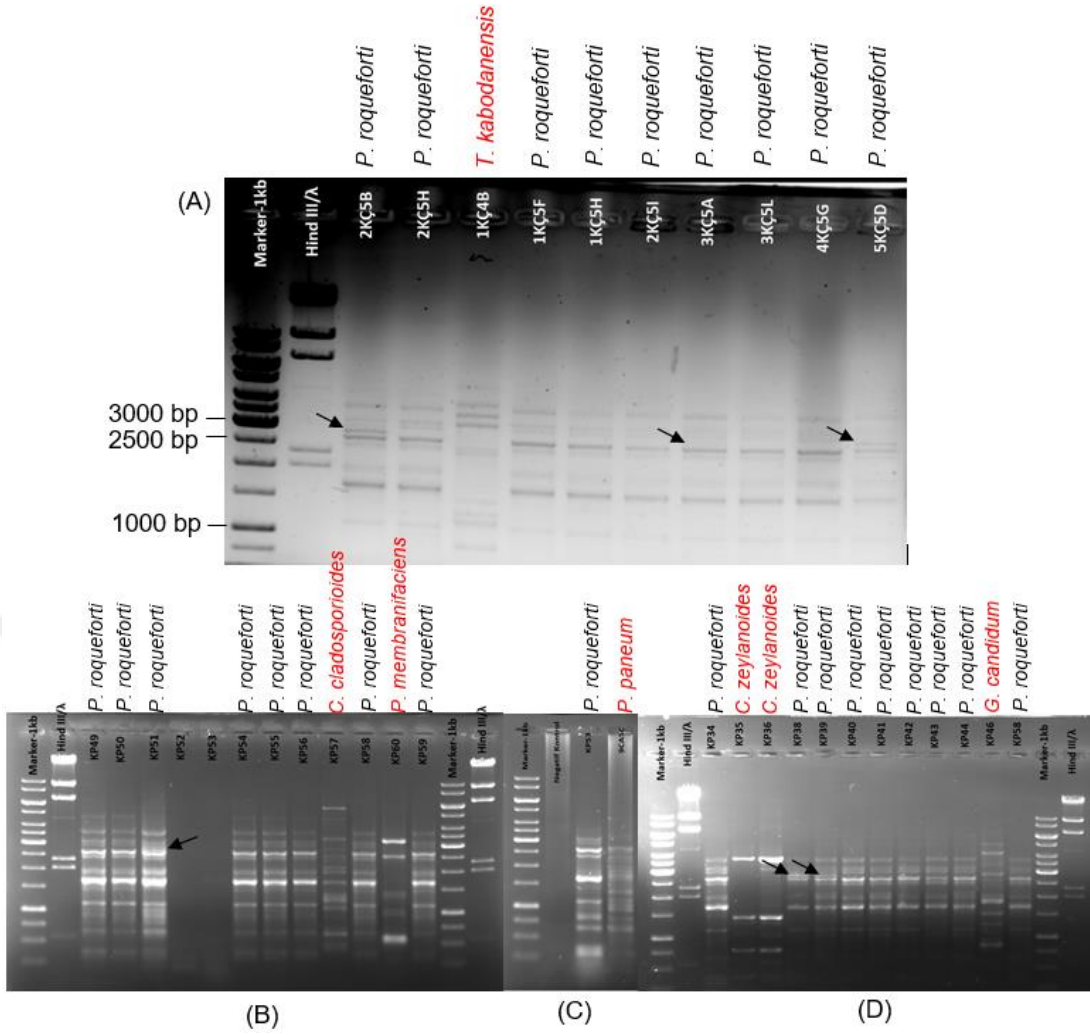 P. roqueforti
P. roqueforti
T. kabodanensis
P. roqueforti
P. roqueforti
P. roqueforti
P. roqueforti
P. roqueforti
P. roqueforti
P. roqueforti
(A)
Marker-1kb
Hind III/λ
2KÇ5B
2KÇ5H
1KÇ4B
1KÇ5F
1KÇ5H
2KÇ5I
3KÇ5A
3KÇ5L
4KÇ5G
5KÇ5D
3000 bp
2500 bp
1000 bp
P. roqueforti
P. roqueforti
P. roqueforti
P. roqueforti
P. roqueforti
P. roqueforti
C. cladosporioides
P. roqueforti
P. membranifaciens
P. roqueforti
Marker-1kb
Hind III/λ
KP49
KP50
KP51
KP52
KP53
KP54
KP55
KP56
KP57
KP58
KP60
KP59
Marker-1kb
Hind III/λ
(B)
P. roqueforti
P. paneum
Marker-1kb
Negatif Kontrol
KP53
(C)
P. roqueforti
C. zeylanoides
C. zeylanoides
P. roqueforti
P. roqueforti
P. roqueforti
P. roqueforti
P. roqueforti
P. roqueforti
P. roqueforti
G. candidum
P. roqueforti
Marker-1kb
Hind III/λ
KP34
KP35
KP36
KP38
KP39
KP40
KP41
KP42
KP43
KP44
KP46
KP58
Marker-1kb
Hind III/λ
(D)